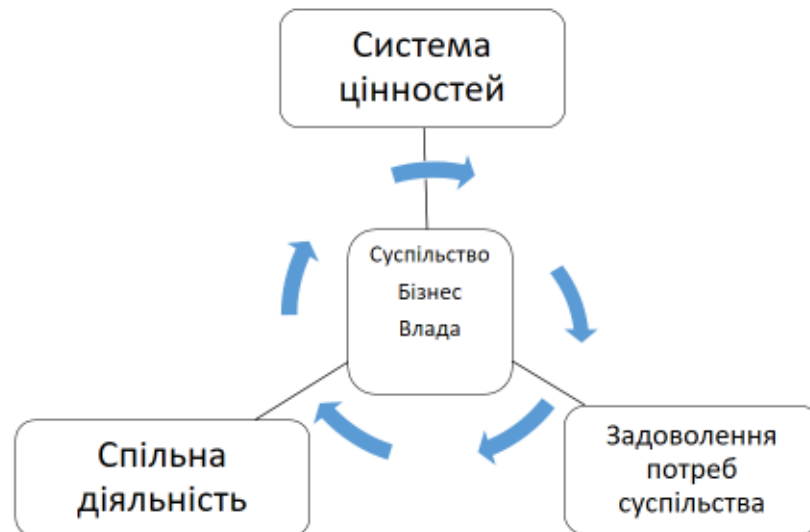 Система
цінностей
Суспільство
Бізнес
Влада
Спільна
діяльність
Задоволення
потреб
суспільства